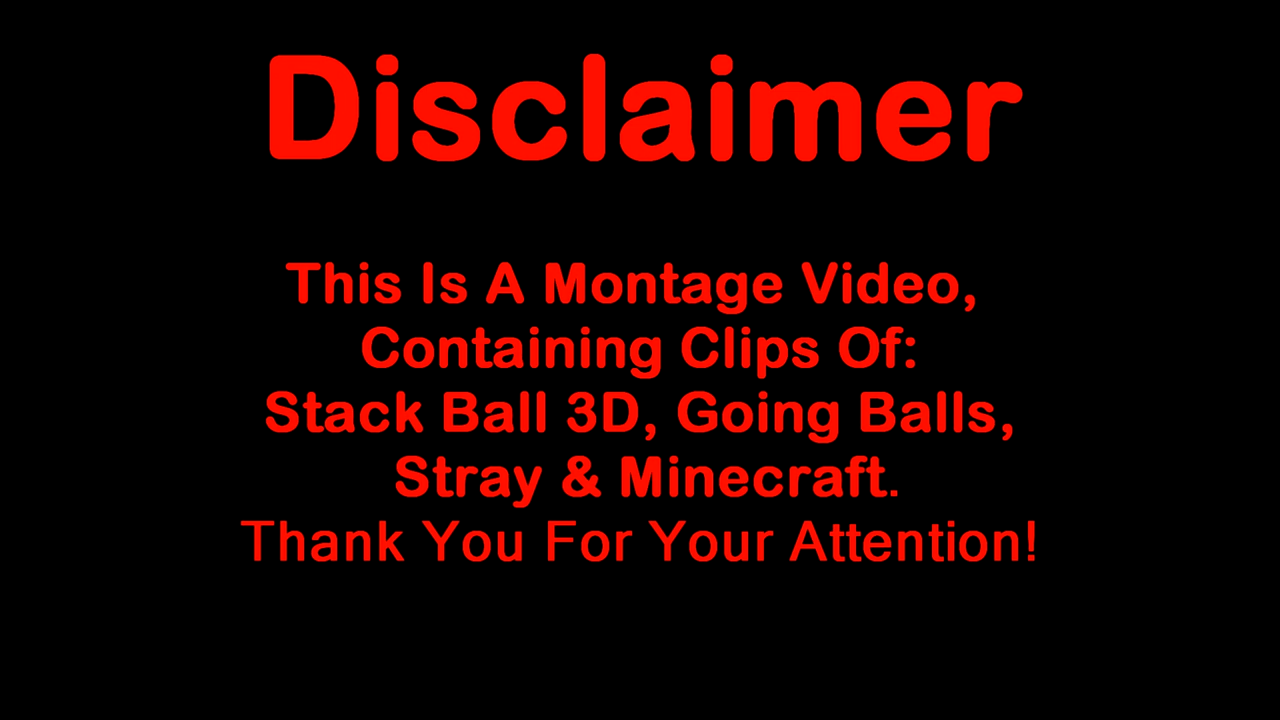 Disclaimer
This Is A Montage Video,
Containing Clips Of:
Stack Ball 3D, Going Balls,
Stray & Minecraft.
Thank You For Your Attention!